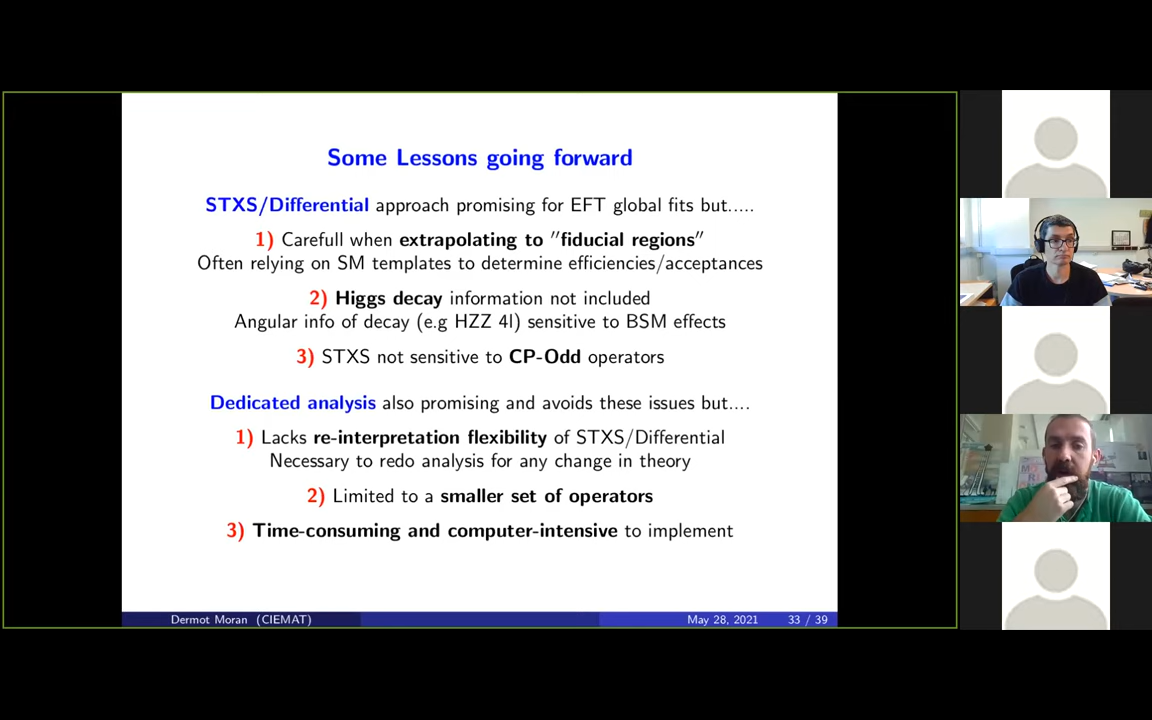 Some Lessons going forward
STXS/Differential approach promising for EFT global fits but.....
1) Carefull when extrapolating to "fiducial regions"
Often relying on SM templates to determine efficiencies/acceptances
2) Higgs decay information not included
Angular info of decay (e.g HZZ 4l) sensitive to BSM effects
3) STXS not sensitive to CP-Odd operators
Dedicated analysis also promising and avoids these issues but....
1) Lacks re-interpretation flexibility of STXS/Differential
Necessary to redo analysis for any change in theory
2) Limited to a smaller set of operators
3) Time-consuming and computer-intensive to implement
Dermot Moran (CIEMAT) May 28, 2021 33 / 39